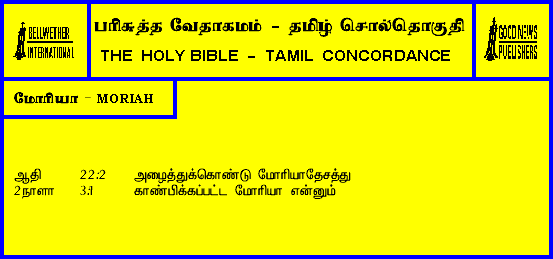 BELLWETHER
INTERNATIONAL
பரிசுத்த வேதாகமம் - தமிழ் சொல்தொகுதி
THE HOLY BIBLE - TAMIL CONCORDANCE
GOOD NEWS
PUBLISHERS
மோரியா - MORIAH
ஆதி 22:2 அழைத்துக்கொண்டு மோரியாதேசத்து
2நாளா 3:1 காண்பிக்கப்பட்ட மோரியா என்னும்